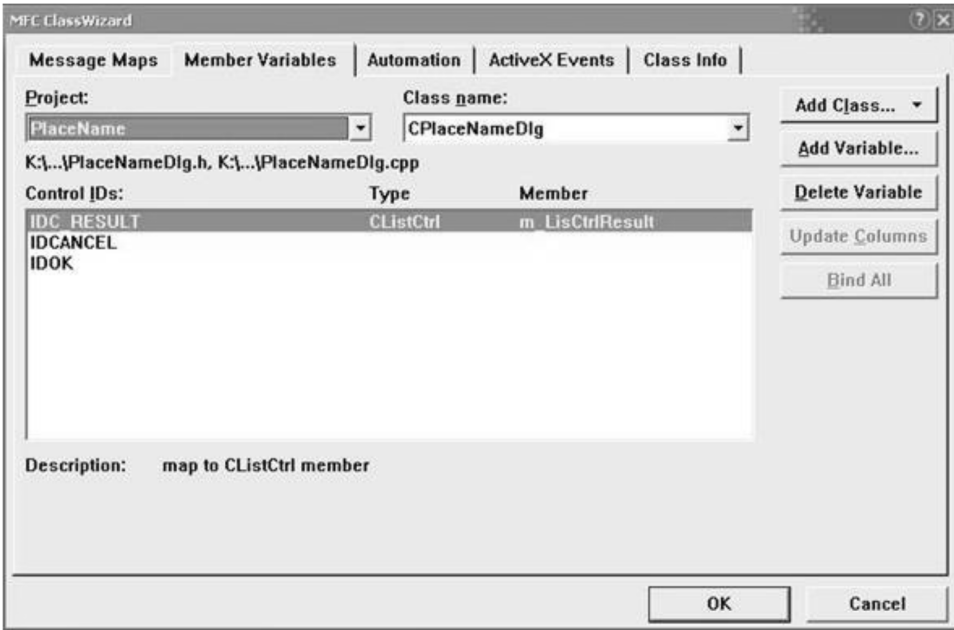 MFC ClassWizard
Message Maps Member Variables Automation ActiveX Events Class Info
Project: Class name:
PlaceName CPlaceNameDlg
K:\...\PlaceNameDlg.h, K:\...\PlaceNameDlg.cpp
Control IDs: Type Member
IDC_RESULT CListCtrl m_LisCtrlResult
IDCANCEL
IDOK
Add Class...
Add Variable...
Delete Variable
Update Columns
Bind All
Description: map to CListCtrl member
OK Cancel